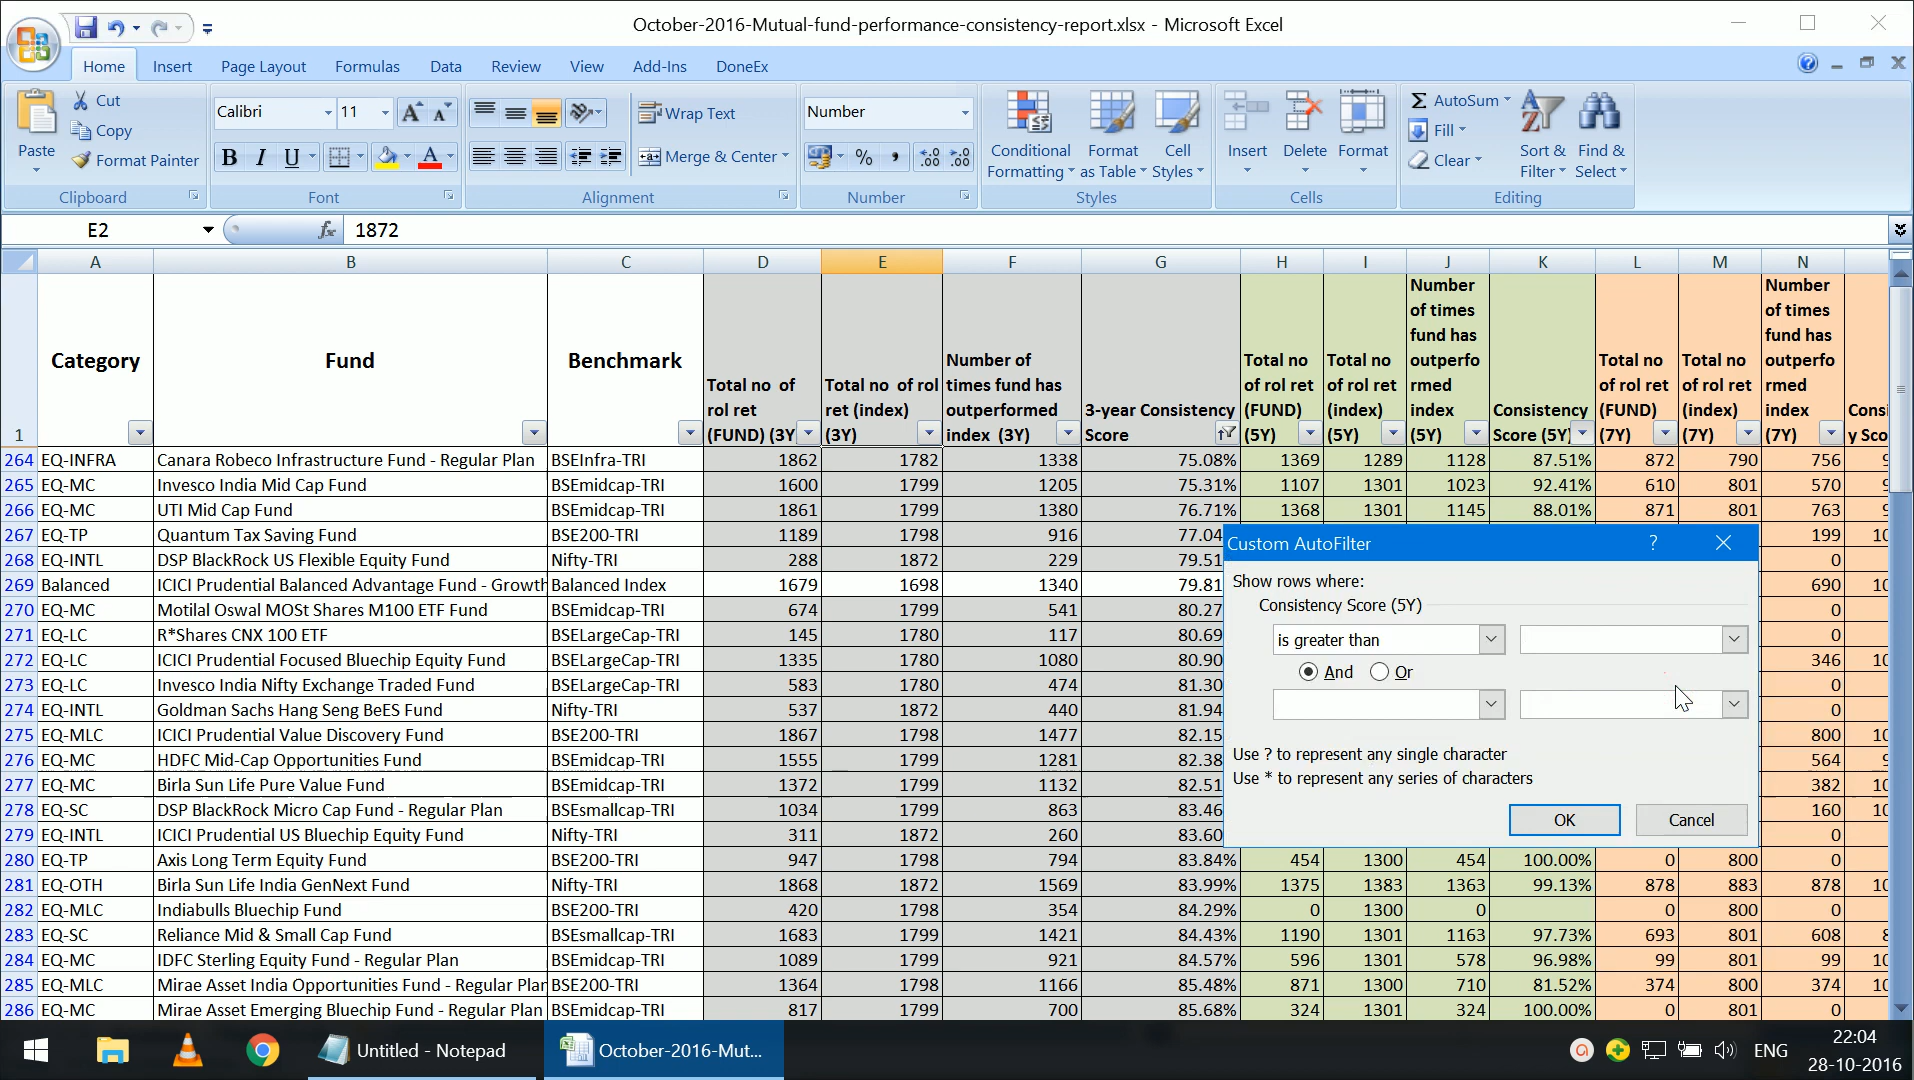 October-2016-Mutual-fund-performance-consistency-report.xlsx - Microsoft Excel
Home Insert Page Layout Formulas Data Review View Add-Ins DoneEx
Paste
Cut
Copy
Format Painter
Clipboard
Calibri 11
B I U
Font
Wrap Text
Merge & Center
Alignment
Number
%
Number
Conditional Formatting
Format as Table
Cell Styles
Styles
Insert Delete Format
Cells
AutoSum
Fill
Clear
Sort & Filter
Find & Select
Editing
E2 fx 1872
A B C D E F G H I J K L M N
1 Category Fund Benchmark Total no of rol ret (FUND) (3Y Total no of rol ret (index) (3Y) Number of times fund has outperformed index (3Y) 3-year Consistency Score Total no of rol ret (FUND) (5Y) Total no of rol ret (index) (5Y) Number of times fund has outperfo rmed index (5Y) Consistency Score (5Y) Total no of rol ret (FUND) (7Y) Total no of rol ret (index) (7Y) Number of times fund has outperfo rmed index (7Y) Consi y Sco
264 EQ-INFRA Canara Robeco Infrastructure Fund - Regular Plan BSEInfra-TRI 1862 1782 1338 75.08% 1369 1289 1128 87.51% 872 790 756
265 EQ-MC Invesco India Mid Cap Fund BSEmidcap-TRI 1600 1799 1205 75.31% 1107 1301 1023 92.41% 610 801 570
266 EQ-MC UTI Mid Cap Fund BSEmidcap-TRI 1861 1799 1380 76.71% 1368 1301 1145 88.01% 871 801 763
267 EQ-TP Quantum Tax Saving Fund BSE200-TRI 1189 1798 916 77.04 199 10
268 EQ-INTL DSP BlackRock US Flexible Equity Fund Nifty-TRI 288 1872 229 79.51 0
269 Balanced ICICI Prudential Balanced Advantage Fund - Growth Balanced Index 1679 1698 1340 79.81 690 10
270 EQ-MC Motilal Oswal MOSt Shares M100 ETF Fund BSEmidcap-TRI 674 1799 541 80.27 0
271 EQ-LC R*Shares CNX 100 ETF BSELargeCap-TRI 145 1780 117 80.69 0
272 EQ-LC ICICI Prudential Focused Bluechip Equity Fund BSELargeCap-TRI 1335 1780 1080 80.90 346 10
273 EQ-LC Invesco India Nifty Exchange Traded Fund BSELargeCap-TRI 583 1780 474 81.30 0
274 EQ-INTL Goldman Sachs Hang Seng BeES Fund Nifty-TRI 537 1872 440 81.94 0
275 EQ-MLC ICICI Prudential Value Discovery Fund BSE200-TRI 1867 1798 1477 82.15 800 10
276 EQ-MC HDFC Mid-Cap Opportunities Fund BSEmidcap-TRI 1555 1799 1281 82.38 564
277 EQ-MC Birla Sun Life Pure Value Fund BSEmidcap-TRI 1372 1799 1132 82.51 382 10
278 EQ-SC DSP BlackRock Micro Cap Fund - Regular Plan BSEsmallcap-TRI 1034 1799 863 83.46 160 10
279 EQ-INTL ICICI Prudential US Bluechip Equity Fund Nifty-TRI 311 1872 260 83.60 0
280 EQ-TP Axis Long Term Equity Fund BSE200-TRI 947 1798 794 83.84% 454 1300 454 100.00% 0 800 0
281 EQ-OTH Birla Sun Life India GenNext Fund Nifty-TRI 1868 1872 1569 83.99% 1375 1383 1363 99.13% 878 883 878 10
282 EQ-MLC Indiabulls Bluechip Fund BSE200-TRI 420 1798 354 84.29% 0 1300 0 0 800 0
283 EQ-SC Reliance Mid & Small Cap Fund BSEsmallcap-TRI 1683 1799 1421 84.43% 1190 1301 1163 97.73% 693 801 608
284 EQ-MC IDFC Sterling Equity Fund - Regular Plan BSEmidcap-TRI 1089 1799 921 84.57% 596 1301 578 96.98% 99 801 99 10
285 EQ-MLC Mirae Asset India Opportunities Fund - Regular Plan BSE200-TRI 1364 1798 1166 85.48% 871 1300 710 81.52% 374 800 374 10
286 EQ-MC Mirae Asset Emerging Bluechip Fund - Regular Plan BSEmidcap-TRI 817 1799 700 85.68% 324 1301 324 100.00% 0 801 0
Custom AutoFilter ?
Show rows where:
Consistency Score (5Y)
is greater than
And Or
Use ? to represent any single character
Use * to represent any series of characters
OK Cancel
Untitled - Notepad
October-2016-Mut...
ENG
22:04
28-10-2016